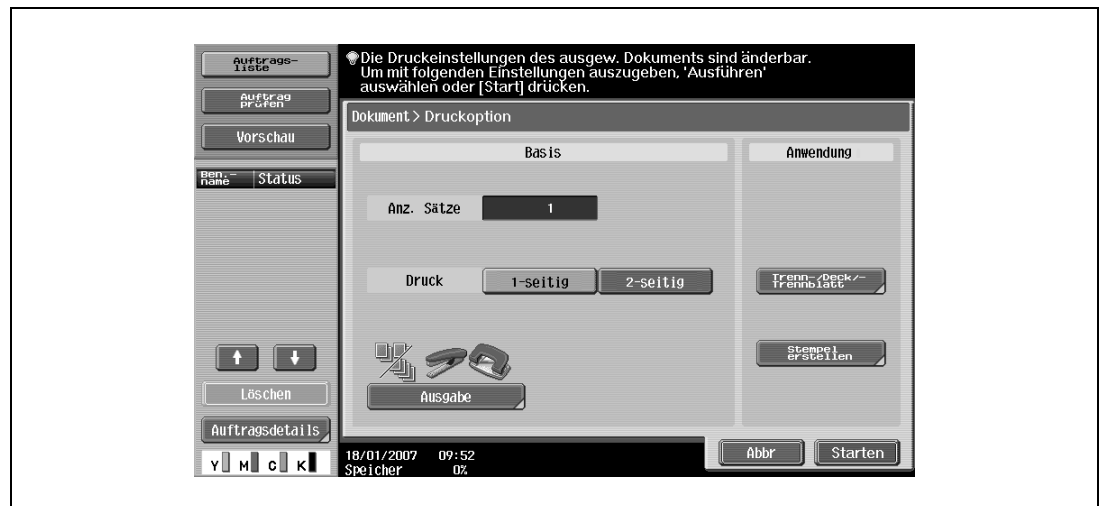 Auftrags-
liste
Auftrag
prüfen
Vorschau
Ben.-
name
Status
Löschen
Auftragsdetails
Y M C K
Die Druckeinstellungen des ausgew. Dokuments sind änderbar.
Um mit folgenden Einstellungen auszugeben, 'Ausführen'
auswählen oder [Start] drücken.
Dokument > Druckoption
Basis
Anz. Sätze 1
Druck 1-seitig 2-seitig
Ausgabe
Anwendung
Trenn-/Deck/-
Trennblatt
Stempel
erstellen
18/01/2007 09:52
Speicher 0%
Abbr Starten